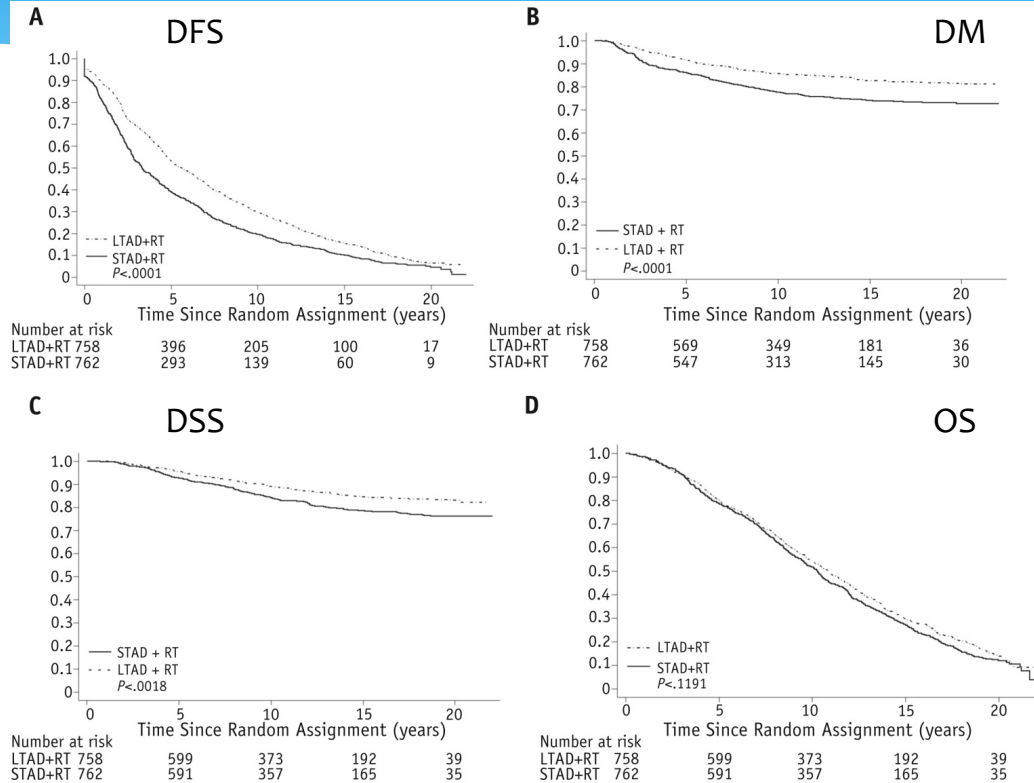 A
DFS
1.0
0.9
0.8
0.7
0.6
0.5
0.4
0.3
0.2
0.1
0
LTAD+RT
STAD+RT
P<.0001
0 5 10 15 20
Time Since Random Assignment (years)
Number at risk
LTAD+RT 758 396 205 100 17
STAD+RT 762 293 139 60 9
B
DM
1.0
0.9
0.8
0.7
0.6
0.5
0.4
0.3
0.2
0.1
0
STAD + RT
LTAD + RT
P<.0001
0 5 10 15 20
Time Since Random Assignment (years)
Number at risk
LTAD+RT 758 569 349 181 36
STAD+RT 762 547 313 145 30
C
DSS
1.0
0.9
0.8
0.7
0.6
0.5
0.4
0.3
0.2
0.1
0
STAD + RT
LTAD + RT
P<.0018
0 5 10 15 20
Time Since Random Assignment (years)
Number at risk
LTAD+RT 758 599 373 192 39
STAD+RT 762 591 357 165 35
D
OS
1.0
0.9
0.8
0.7
0.6
0.5
0.4
0.3
0.2
0.1
0
LTAD+RT
STAD+RT
P<.1191
0 5 10 15 20
Time Since Random Assignment (years)
Number at risk
LTAD+RT 758 599 373 192 39
STAD+RT 762 591 357 165 35